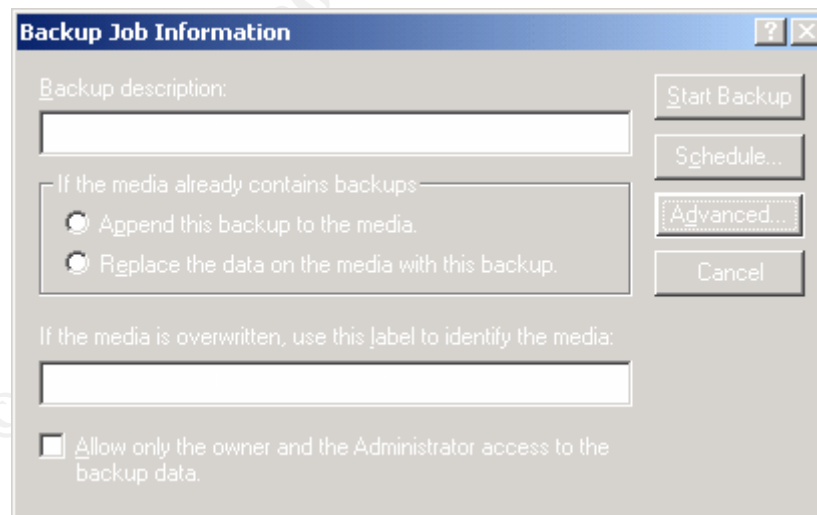 Backup Job Information
Backup description:
Start Backup
Schedule...
If the media already contains backups
Append this backup to the media.
Advanced...
Replace the data on the media with this backup.
Cancel
If the media is overwritten, use this label to identify the media:
Allow only the owner and the Administrator access to the
backup data.